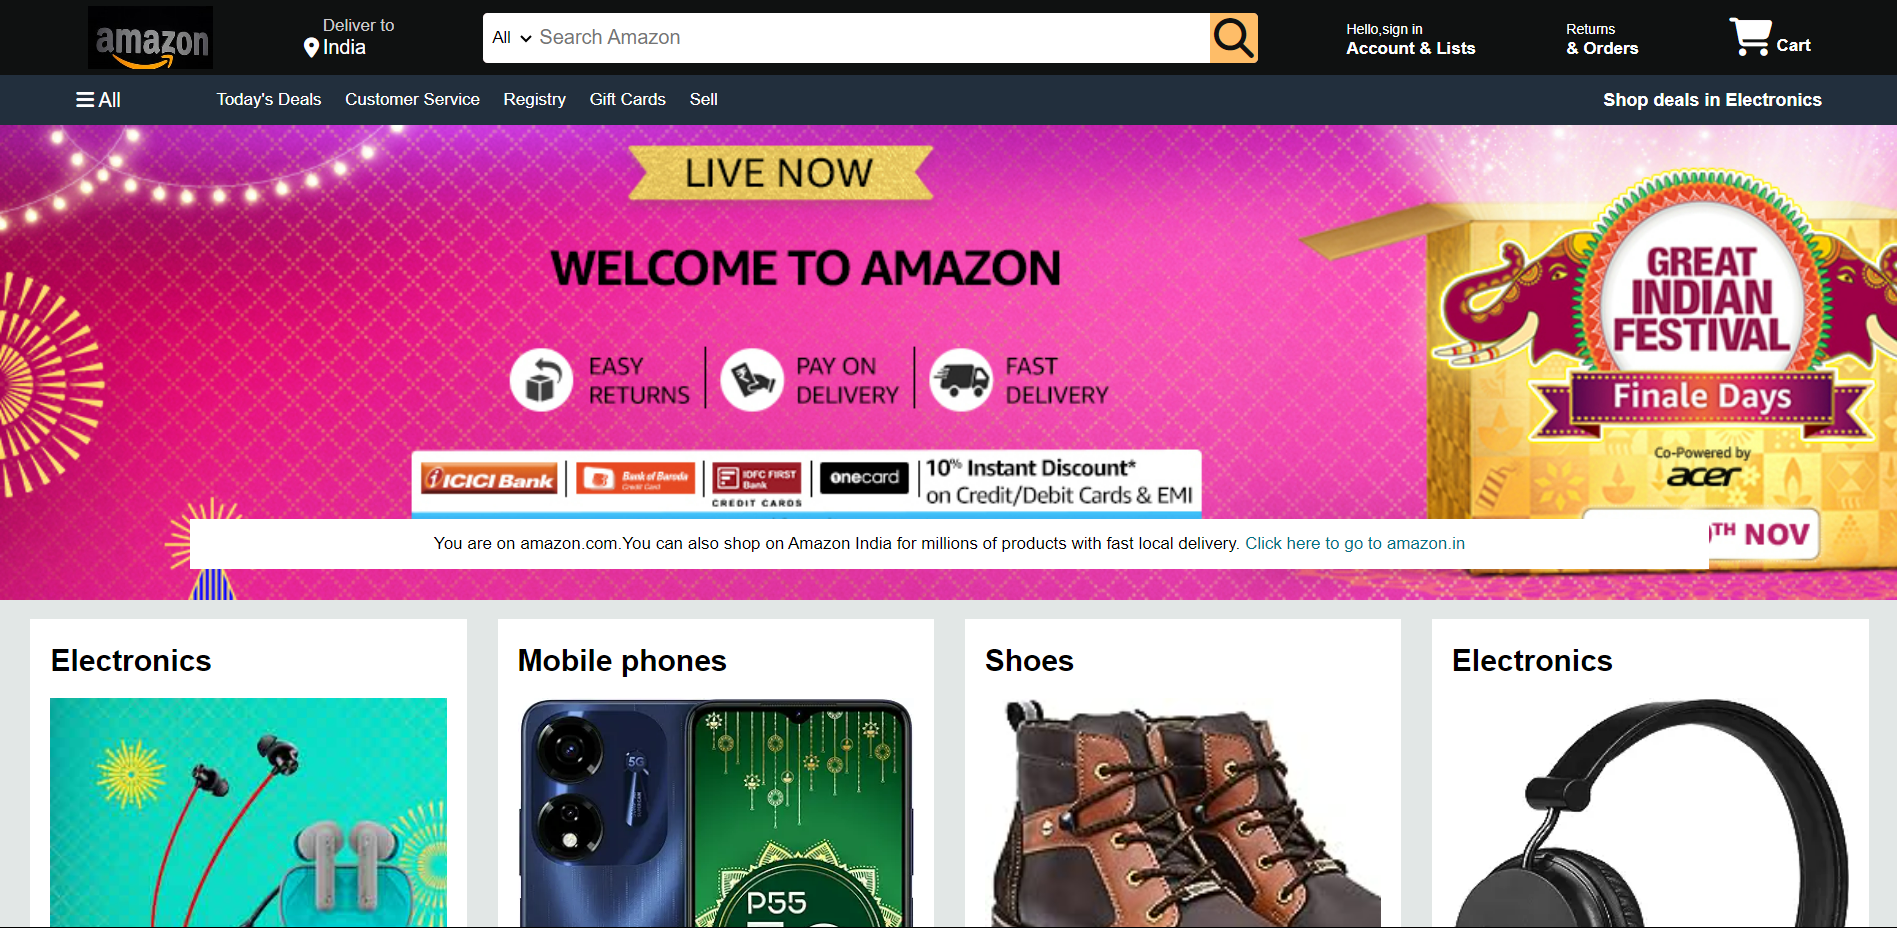 amazon
Deliver to
India
All
Search Amazon
Hello,sign in
Account & Lists
Returns
& Orders
Cart
All
Today's Deals
Customer Service
Registry
Gift Cards
Sell
Shop deals in Electronics
LIVE NOW
WELCOME TO AMAZON
EASY
RETURNS
PAY ON
DELIVERY
FAST
DELIVERY
ICICI Bank
Bank of Baroda
Credit Card
IDFC FIRST
Bank
CREDIT CARDS
onecard
10% Instant Discount*
on Credit/Debit Cards & EMI
GREAT
INDIAN
FESTIVAL
Finale Days
Co-Powered by
acer
TH NOV
You are on amazon.com.You can also shop on Amazon India for millions of products with fast local delivery. Click here to go to amazon.in
Electronics
Mobile phones
Shoes
Electronics
5G
P55